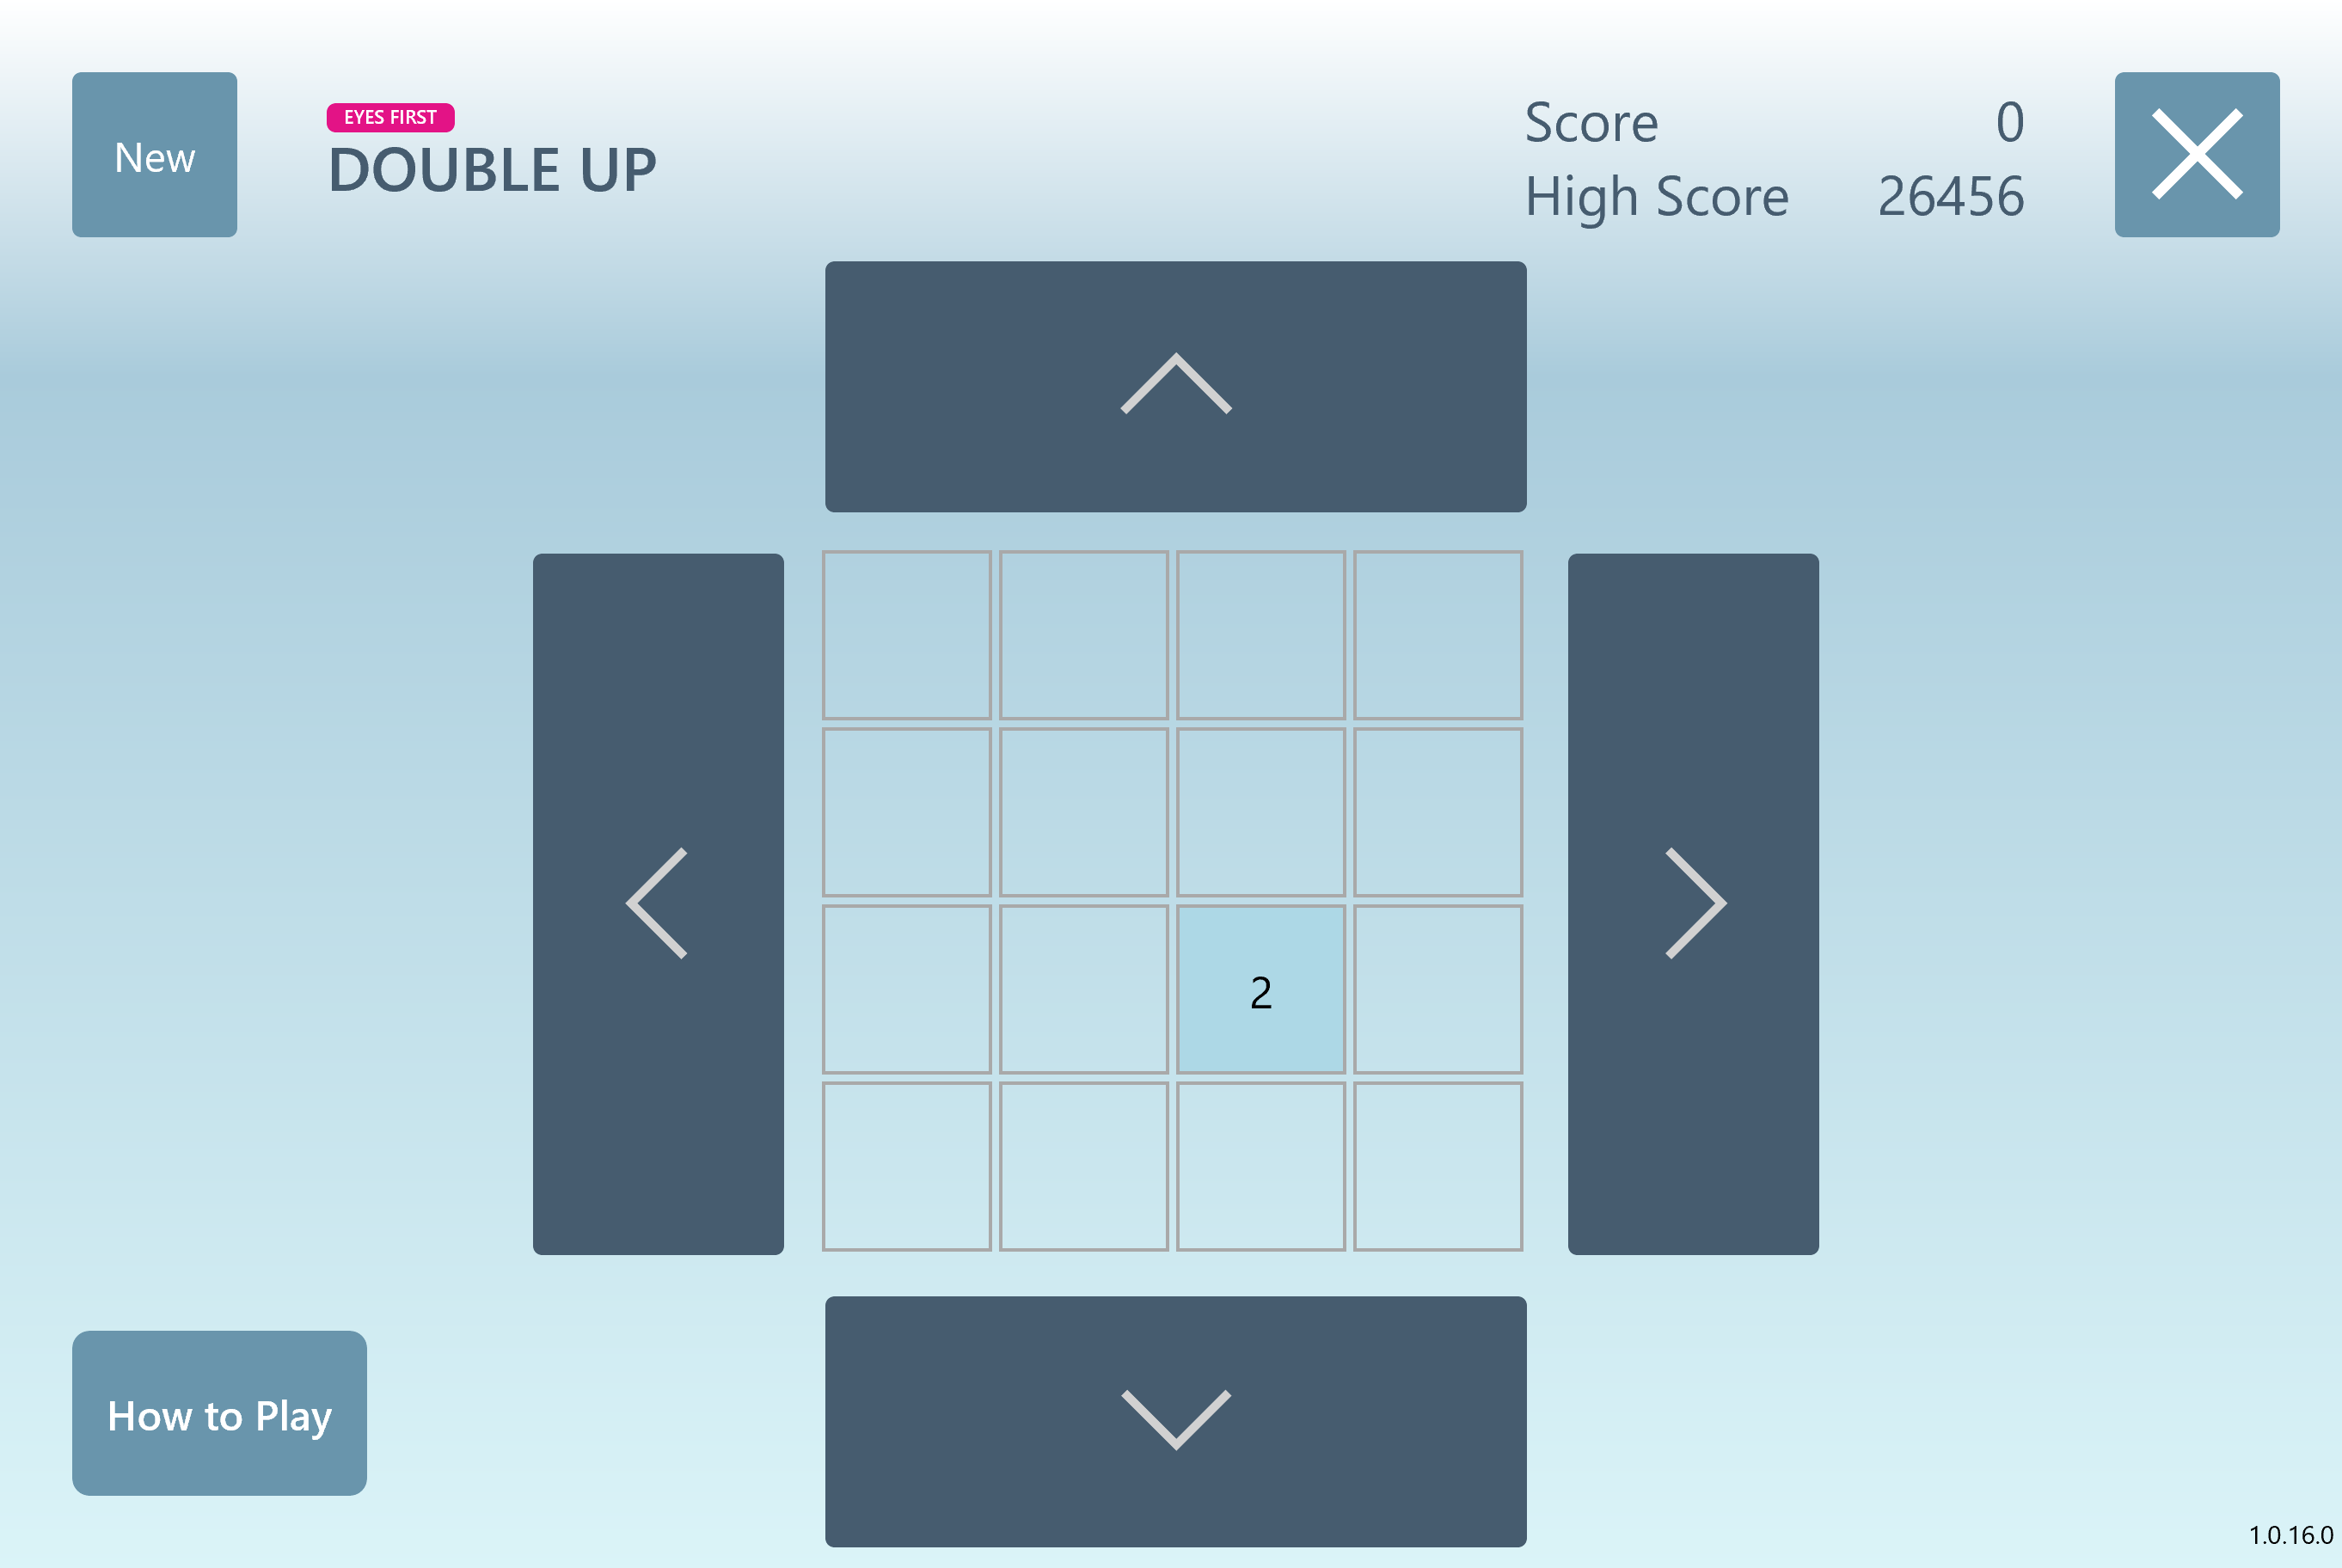 New
EYES FIRST
DOUBLE UP
Score 0
High Score 26456
2
How to Play
1.0.16.0